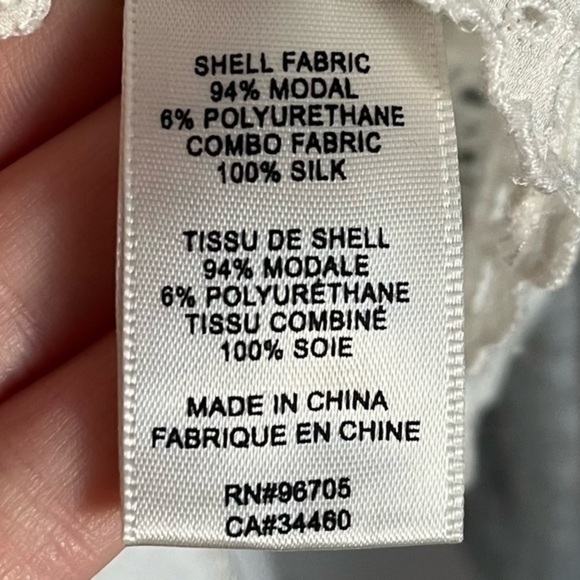 SHELL FABRIC
94% MODAL
6% POLYURETHANE
COMBO FABRIC
100% SILK
TISSU DE SHELL
94% MODALE
6% POLYURÉTHANE
TISSU COMBINÉ
100% SOIE
MADE IN CHINA
FABRIQUE EN CHINE
RN#96705
CA#34460